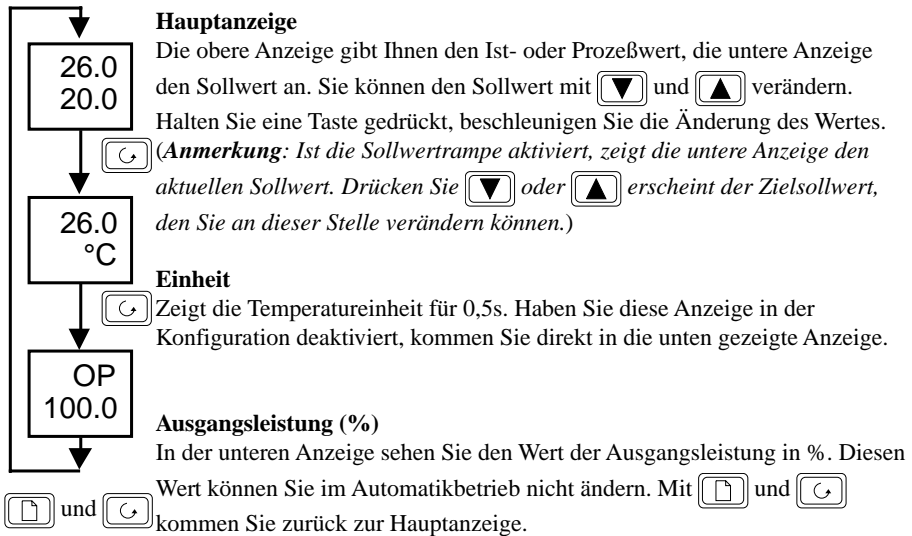 Hauptanzeige
Die obere Anzeige gibt Ihnen den Ist- oder Prozeßwert, die untere Anzeige
den Sollwert an. Sie können den Sollwert mit ▼ und ▲ verändern.
Halten Sie eine Taste gedrückt, beschleunigen Sie die Änderung des Wertes.
(Anmerkung: Ist die Sollwertrampe aktiviert, zeigt die untere Anzeige den
aktuellen Sollwert. Drücken Sie ▼ oder ▲ erscheint der Zielsollwert,
den Sie an dieser Stelle verändern können.)
26.0
20.0
26.0
°C
Einheit
Zeigt die Temperatureinheit für 0,5s. Haben Sie diese Anzeige in der
Konfiguration deaktiviert, kommen Sie direkt in die unten gezeigte Anzeige.
OP
100.0
Ausgangsleistung (%)
In der unteren Anzeige sehen Sie den Wert der Ausgangsleistung in %. Diesen
Wert können Sie im Automatikbetrieb nicht ändern. Mit und
kommen Sie zurück zur Hauptanzeige.
und